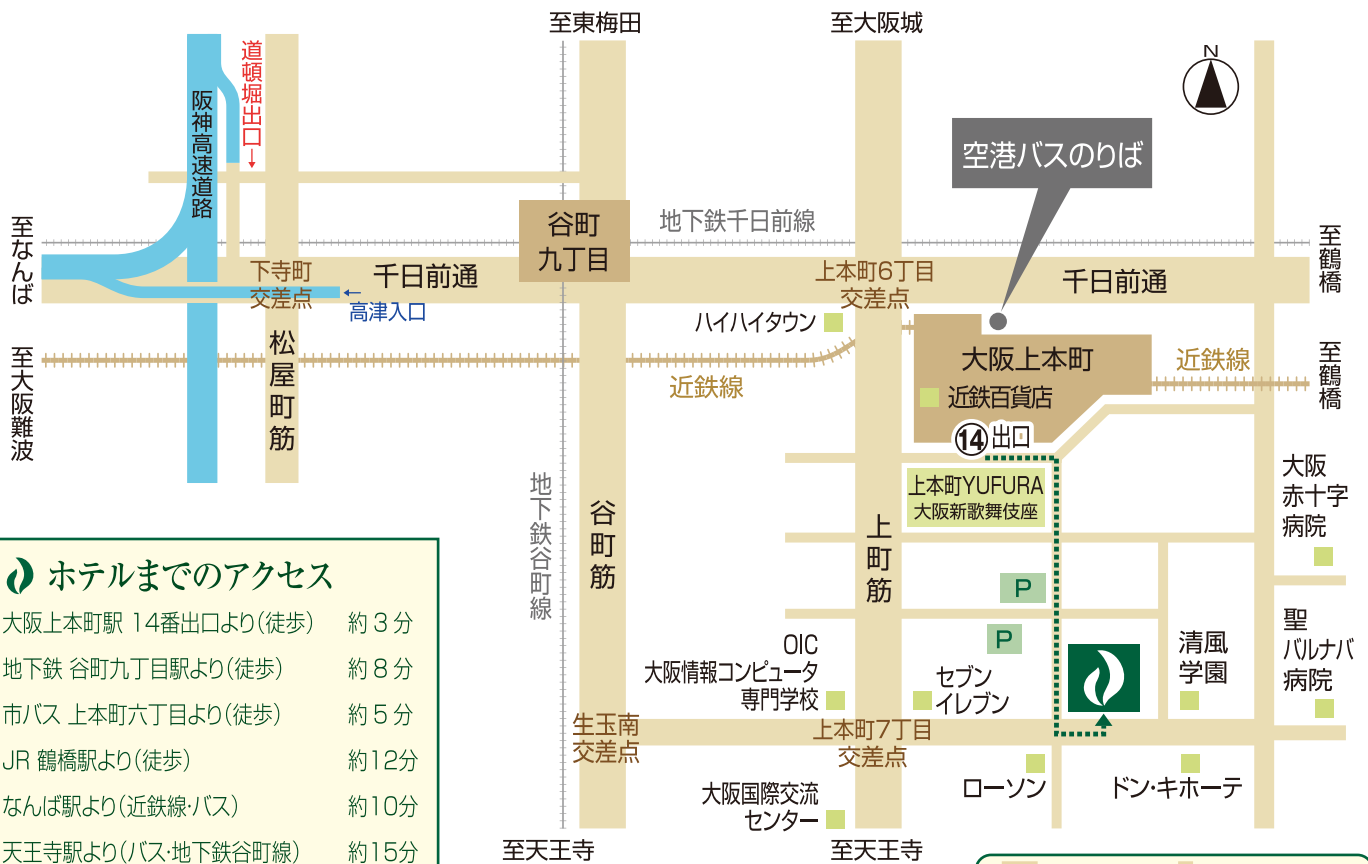 至東梅田
至大阪城
N
道頓堀出口
↓
阪神高速道路
空港バスのりば
至なんば
谷町
九丁目
地下鉄千日前線
至鶴橋
下寺町
交差点
千日前通
←
高津入口
上本町6丁目
交差点
千日前通
ハイハイタウン
松屋町筋
至大阪難波
近鉄線
大阪上本町
近鉄百貨店
近鉄線
至鶴橋
14 出口
上本町YUFURA
大阪新歌舞伎座
大阪
赤十字
病院
地下鉄谷町線
谷町筋
上町筋
P
P
ホテルまでのアクセス
大阪上本町駅 14番出口より(徒歩) 約3分
地下鉄 谷町九丁目駅より(徒歩) 約8分
市バス 上本町六丁目より(徒歩) 約5分
JR 鶴橋駅より(徒歩) 約12分
なんば駅より(近鉄線・バス) 約10分
天王寺駅より(バス・地下鉄谷町線) 約15分
OIC
大阪情報コンピュータ
専門学校
セブン
イレブン
清風
学園
聖
バルナバ
病院
生玉南
交差点
上本町7丁目
交差点
ローソン
ドン・キホーテ
大阪国際交流
センター
至天王寺
至天王寺